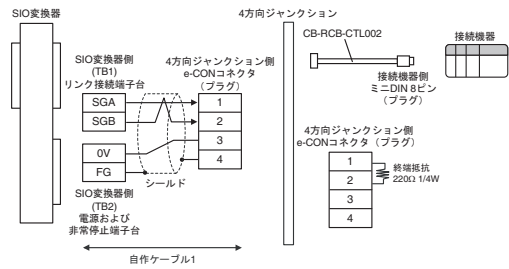 SIO変換器
4方向ジャンクション
SIO変換器側
(TB1)
リンク接続端子台
SGA
SGB
0V
FG
SIO変換器側
(TB2)
電源および
非常停止端子台
シールド
4方向ジャンクション側
e-CONコネクタ
(プラグ)
1
2
3
4
自作ケーブル1
CB-RCB-CTL002
接続機器側
ミニDIN 8ピン
(プラグ)
接続機器
4方向ジャンクション側
e-CONコネクタ (プラグ)
1
2
3
4
終端抵抗
220Ω 1/4W